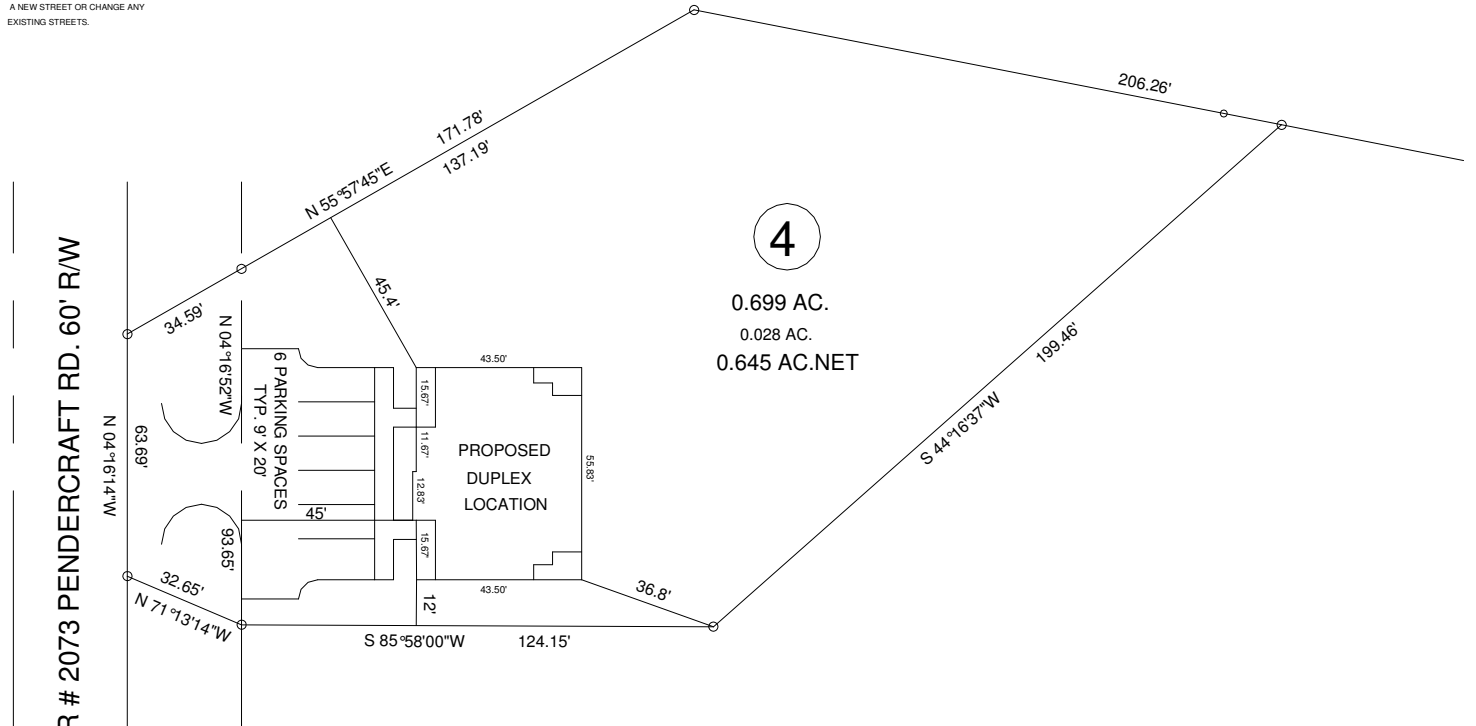 A NEW STREET OR CHANGE ANY
EXISTING STREETS.
206.26'
171.78'
137.19'
N 55°57'45"E
34.59'
45.4'
4
0.699 AC.
0.028 AC.
0.645 AC.NET
199.46'
S 44°16'37"W
R # 2073 PENDERCRAFT RD. 60' R/W
N 04°16'14"W
63.69'
N 04°16'52"W
93.65'
6 PARKING SPACES
TYP. 9' X 20'
45'
43.50'
15.67'
11.67'
12.83'
15.67'
PROPOSED
DUPLEX
LOCATION
55.83'
43.50'
36.8'
12'
32.65'
N 71°13'14"W
S 85°58'00"W
124.15'